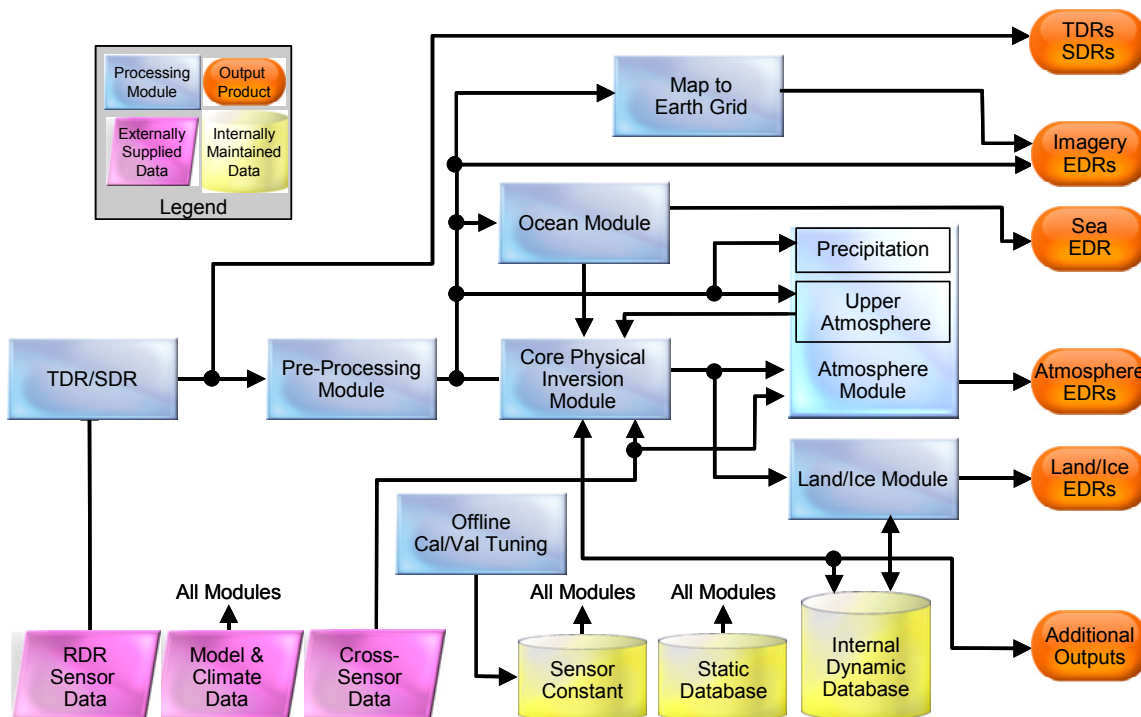 TDRs
SDRs
Processing
Module
Output
Product
Externally
Supplied
Data
Internally
Maintained
Data
Legend
Map to
Earth Grid
Imagery
EDRs
Ocean Module
Sea
EDR
Precipitation
Upper
Atmosphere
Atmosphere
Module
TDR/SDR
Pre-Processing
Module
Core Physical
Inversion
Module
Atmosphere
EDRs
Land/Ice Module
Land/Ice
EDRs
Offline
Cal/Val Tuning
All Modules
All Modules
All Modules
RDR
Sensor
Data
Model &
Climate
Data
Cross-
Sensor
Data
Sensor
Constant
Static
Database
Internal
Dynamic
Database
Additional
Outputs